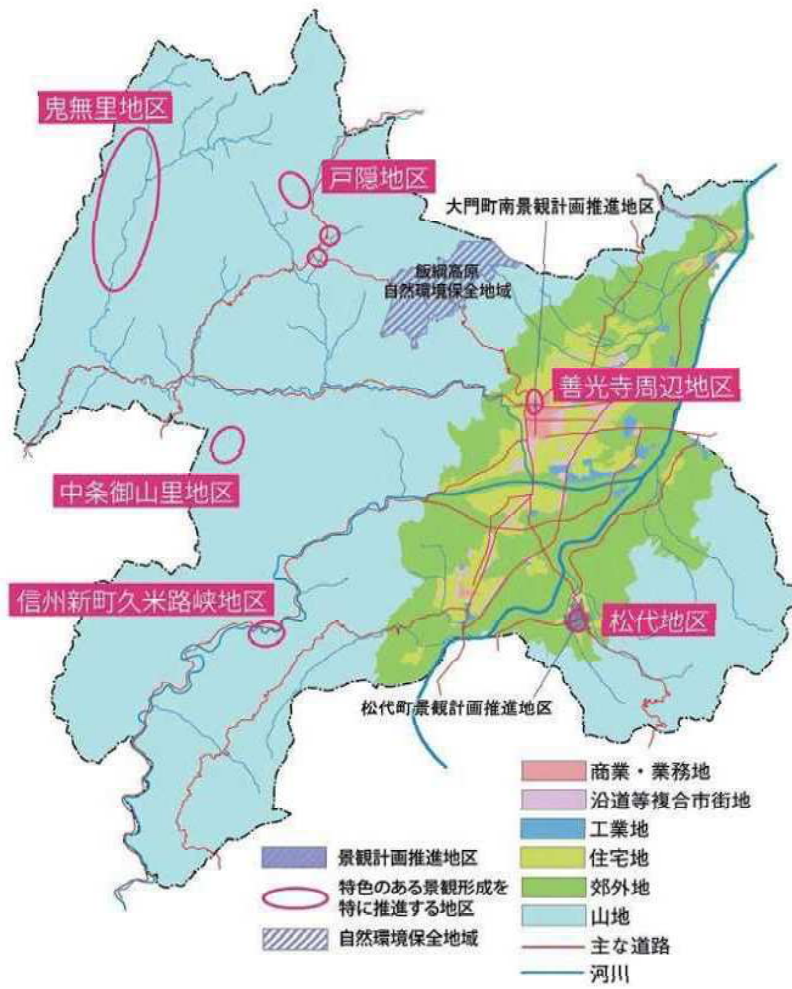 鬼無里地区
戸隠地区
大門町南景観計画推進地区
飯綱高原
自然環境保全地域
善光寺周辺地区
中条御山里地区
信州新町久米路峡地区
松代地区
松代町景観計画推進地区
商業・業務地
沿道等複合市街地
工業地
住宅地
郊外地
山地
主な道路
河川
景観計画推進地区
特色のある景観形成を
特に推進する地区
自然環境保全地域